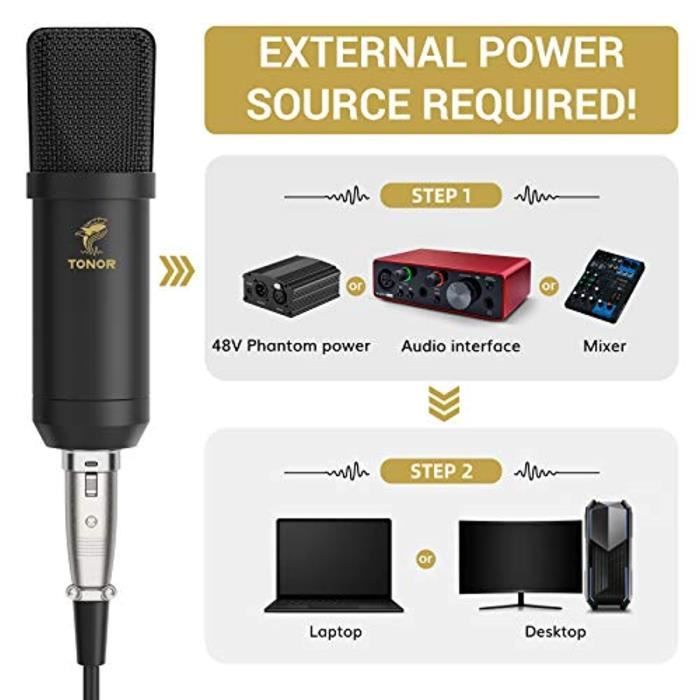 EXTERNAL POWER
SOURCE REQUIRED!
TONOR
STEP 1
or
or
48V Phantom power
Audio interface
Mixer
STEP 2
or
Laptop
Desktop